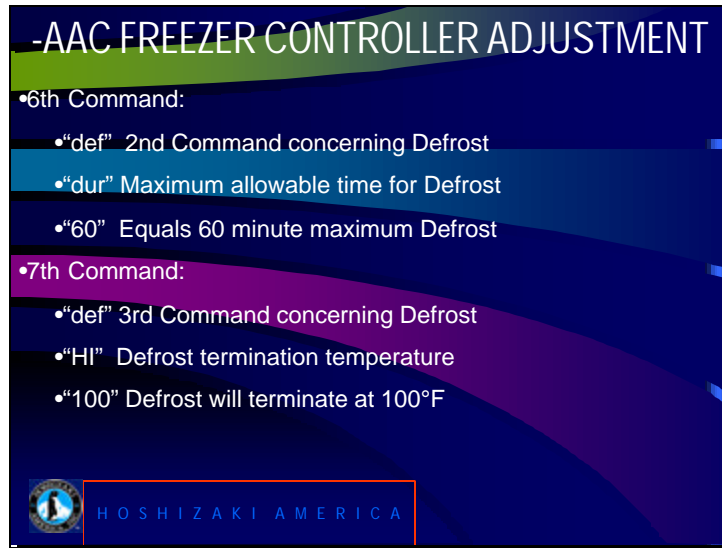 -AAC FREEZER CONTROLLER ADJUSTMENT
•6th Command:
•“def” 2nd Command concerning Defrost
•“dur” Maximum allowable time for Defrost
•“60” Equals 60 minute maximum Defrost
•7th Command:
•“def” 3rd Command concerning Defrost
•“HI” Defrost termination temperature
•“100” Defrost will terminate at 100°F
HOSHIZAKI AMERICA